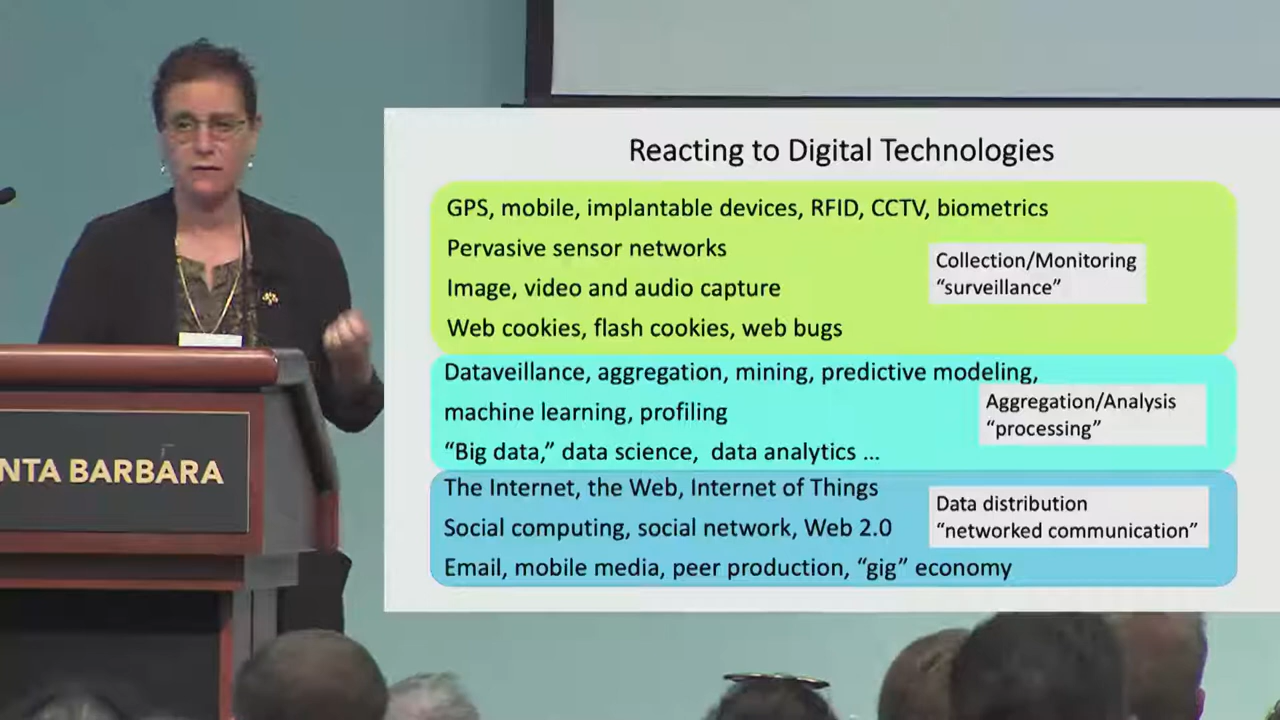 Reacting to Digital Technologies
GPS, mobile, implantable devices, RFID, CCTV, biometrics
Pervasive sensor networks
Image, video and audio capture
Web cookies, flash cookies, web bugs
Collection/Monitoring
“surveillance”
Dataveillance, aggregation, mining, predictive modeling,
machine learning, profiling
“Big data,” data science, data analytics ...
Aggregation/Analysis
“processing”
The Internet, the Web, Internet of Things
Social computing, social network, Web 2.0
Email, mobile media, peer production, “gig” economy
Data distribution
“networked communication”
NTA BARBARA